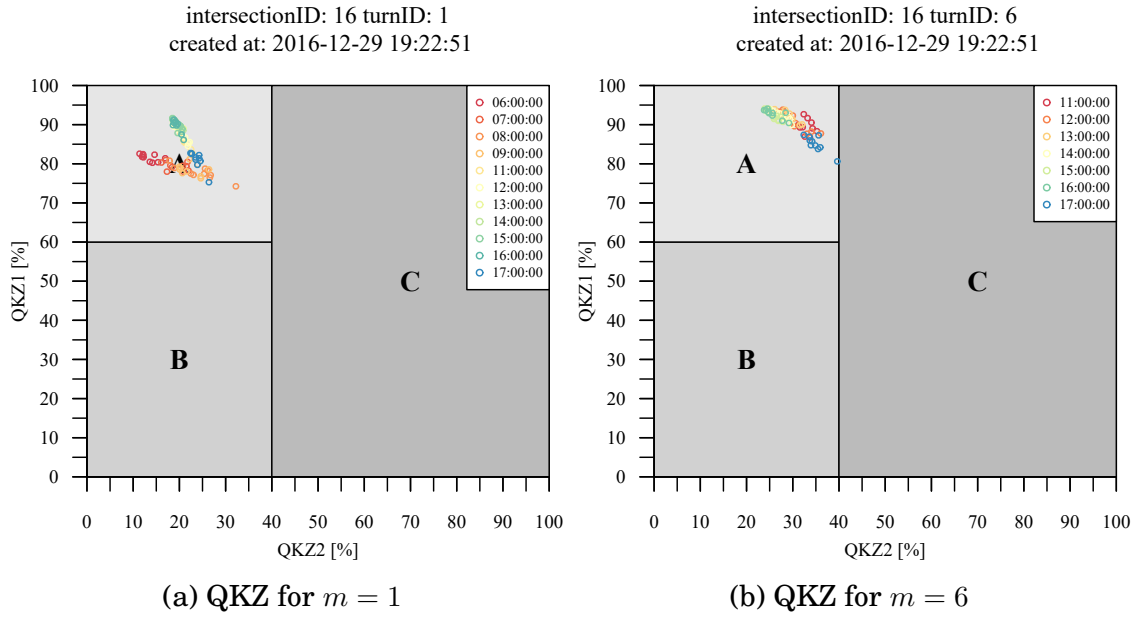 intersectionID: 16 turnID: 1
created at: 2016-12-29 19:22:51
QKZ1 [%]
100
90
80
70
60
50
40
30
20
10
0
A
B
C
06:00:00
07:00:00
08:00:00
09:00:00
11:00:00
12:00:00
13:00:00
14:00:00
15:00:00
16:00:00
17:00:00
0 10 20 30 40 50 60 70 80 90 100
QKZ2 [%]
(a) QKZ for m = 1
intersectionID: 16 turnID: 6
created at: 2016-12-29 19:22:51
QKZ1 [%]
100
90
80
70
60
50
40
30
20
10
0
A
B
C
11:00:00
12:00:00
13:00:00
14:00:00
15:00:00
16:00:00
17:00:00
0 10 20 30 40 50 60 70 80 90 100
QKZ2 [%]
(b) QKZ for m = 6